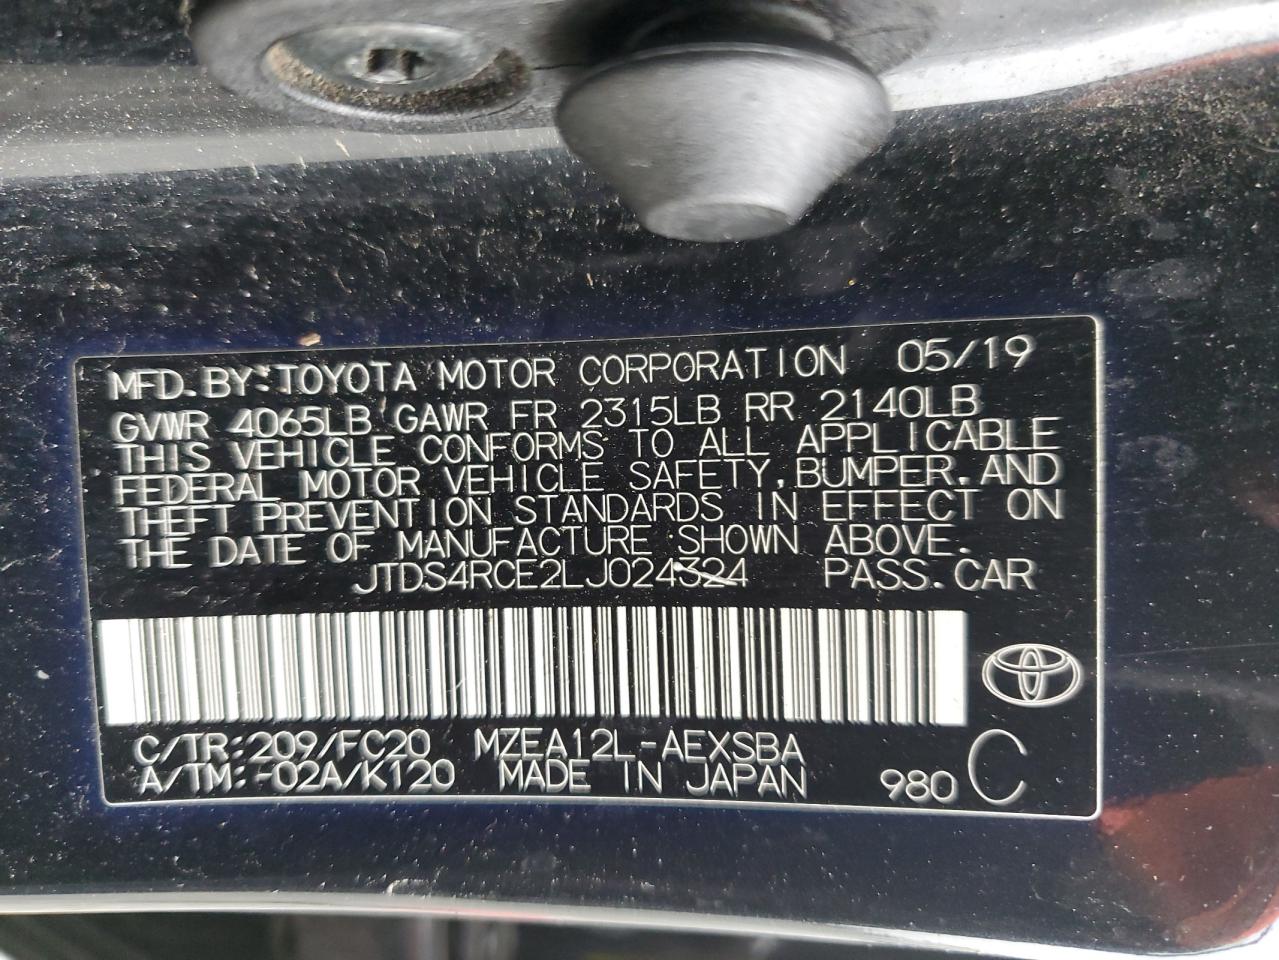 MFD. BY: TOYOTA MOTOR CORPORATION 05/19
GVWR 4065LB GAWR FR 2315LB RR 2140LB
THIS VEHICLE CONFORMS TO ALL APPLICABLE
FEDERAL MOTOR VEHICLE SAFETY, BUMPER, AND
THEFT PREVENTION STANDARDS IN EFFECT ON
THE DATE OF MANUFACTURE SHOWN ABOVE.
JTDS4RCE2LJ024324 PASS. CAR
C/TR: 209/FC20 MZEA12L-AEXSBA
A/TM: -02A/K120 MADE IN JAPAN 980 C